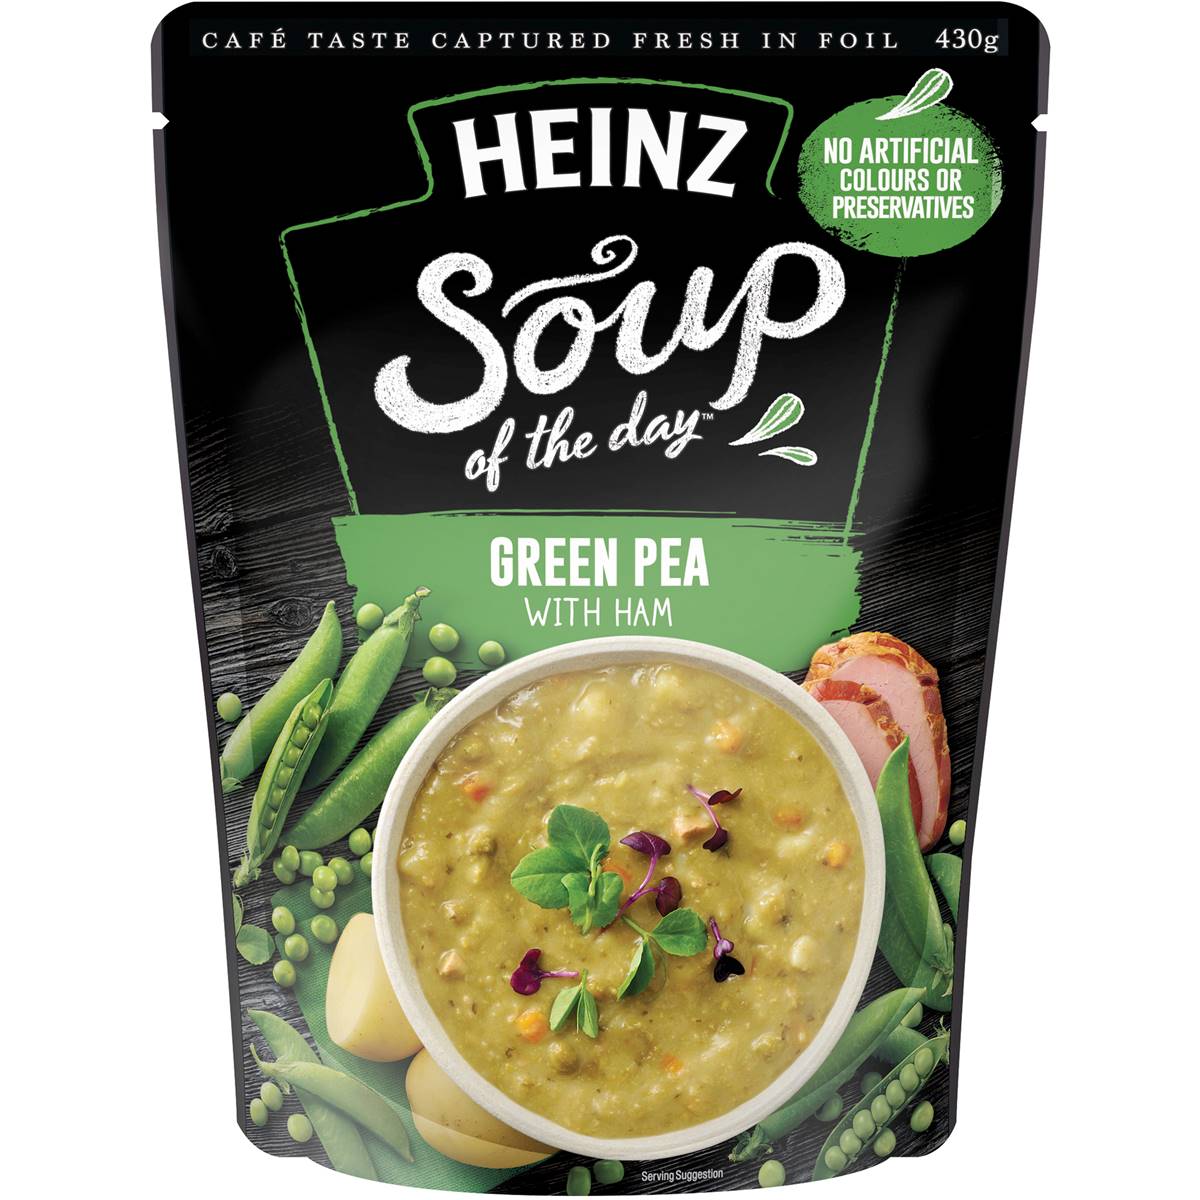 CAFÉ TASTE CAPTURED FRESH IN FOIL 430g
HEINZ
NO ARTIFICIAL
COLOURS OR
PRESERVATIVES
Soup
of the day™
GREEN PEA
WITH HAM
Serving Suggestion